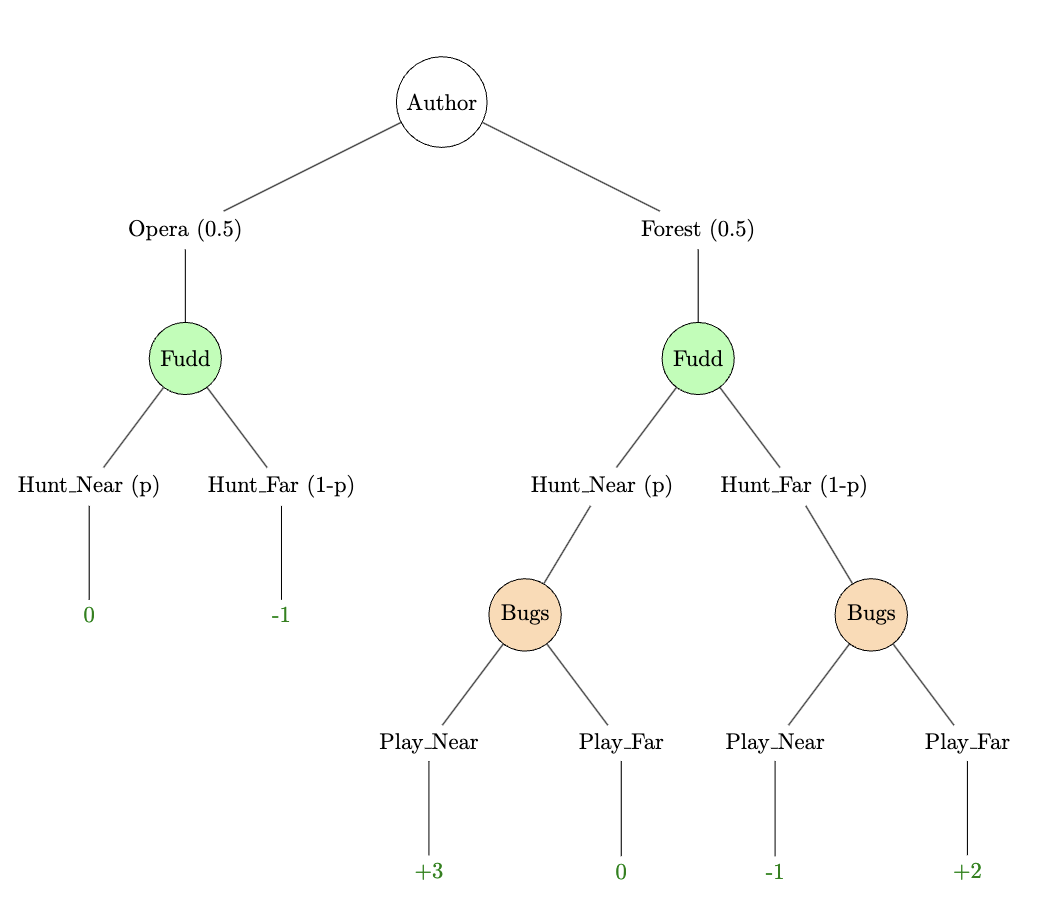 Author
Opera (0.5)
Forest (0.5)
Fudd
Fudd
Hunt_Near (p)
Hunt_Far (1-p)
Hunt_Near (p)
Hunt_Far (1-p)
0
-1
Bugs
Bugs
Play_Near
Play_Far
Play_Near
Play_Far
+3
0
-1
+2